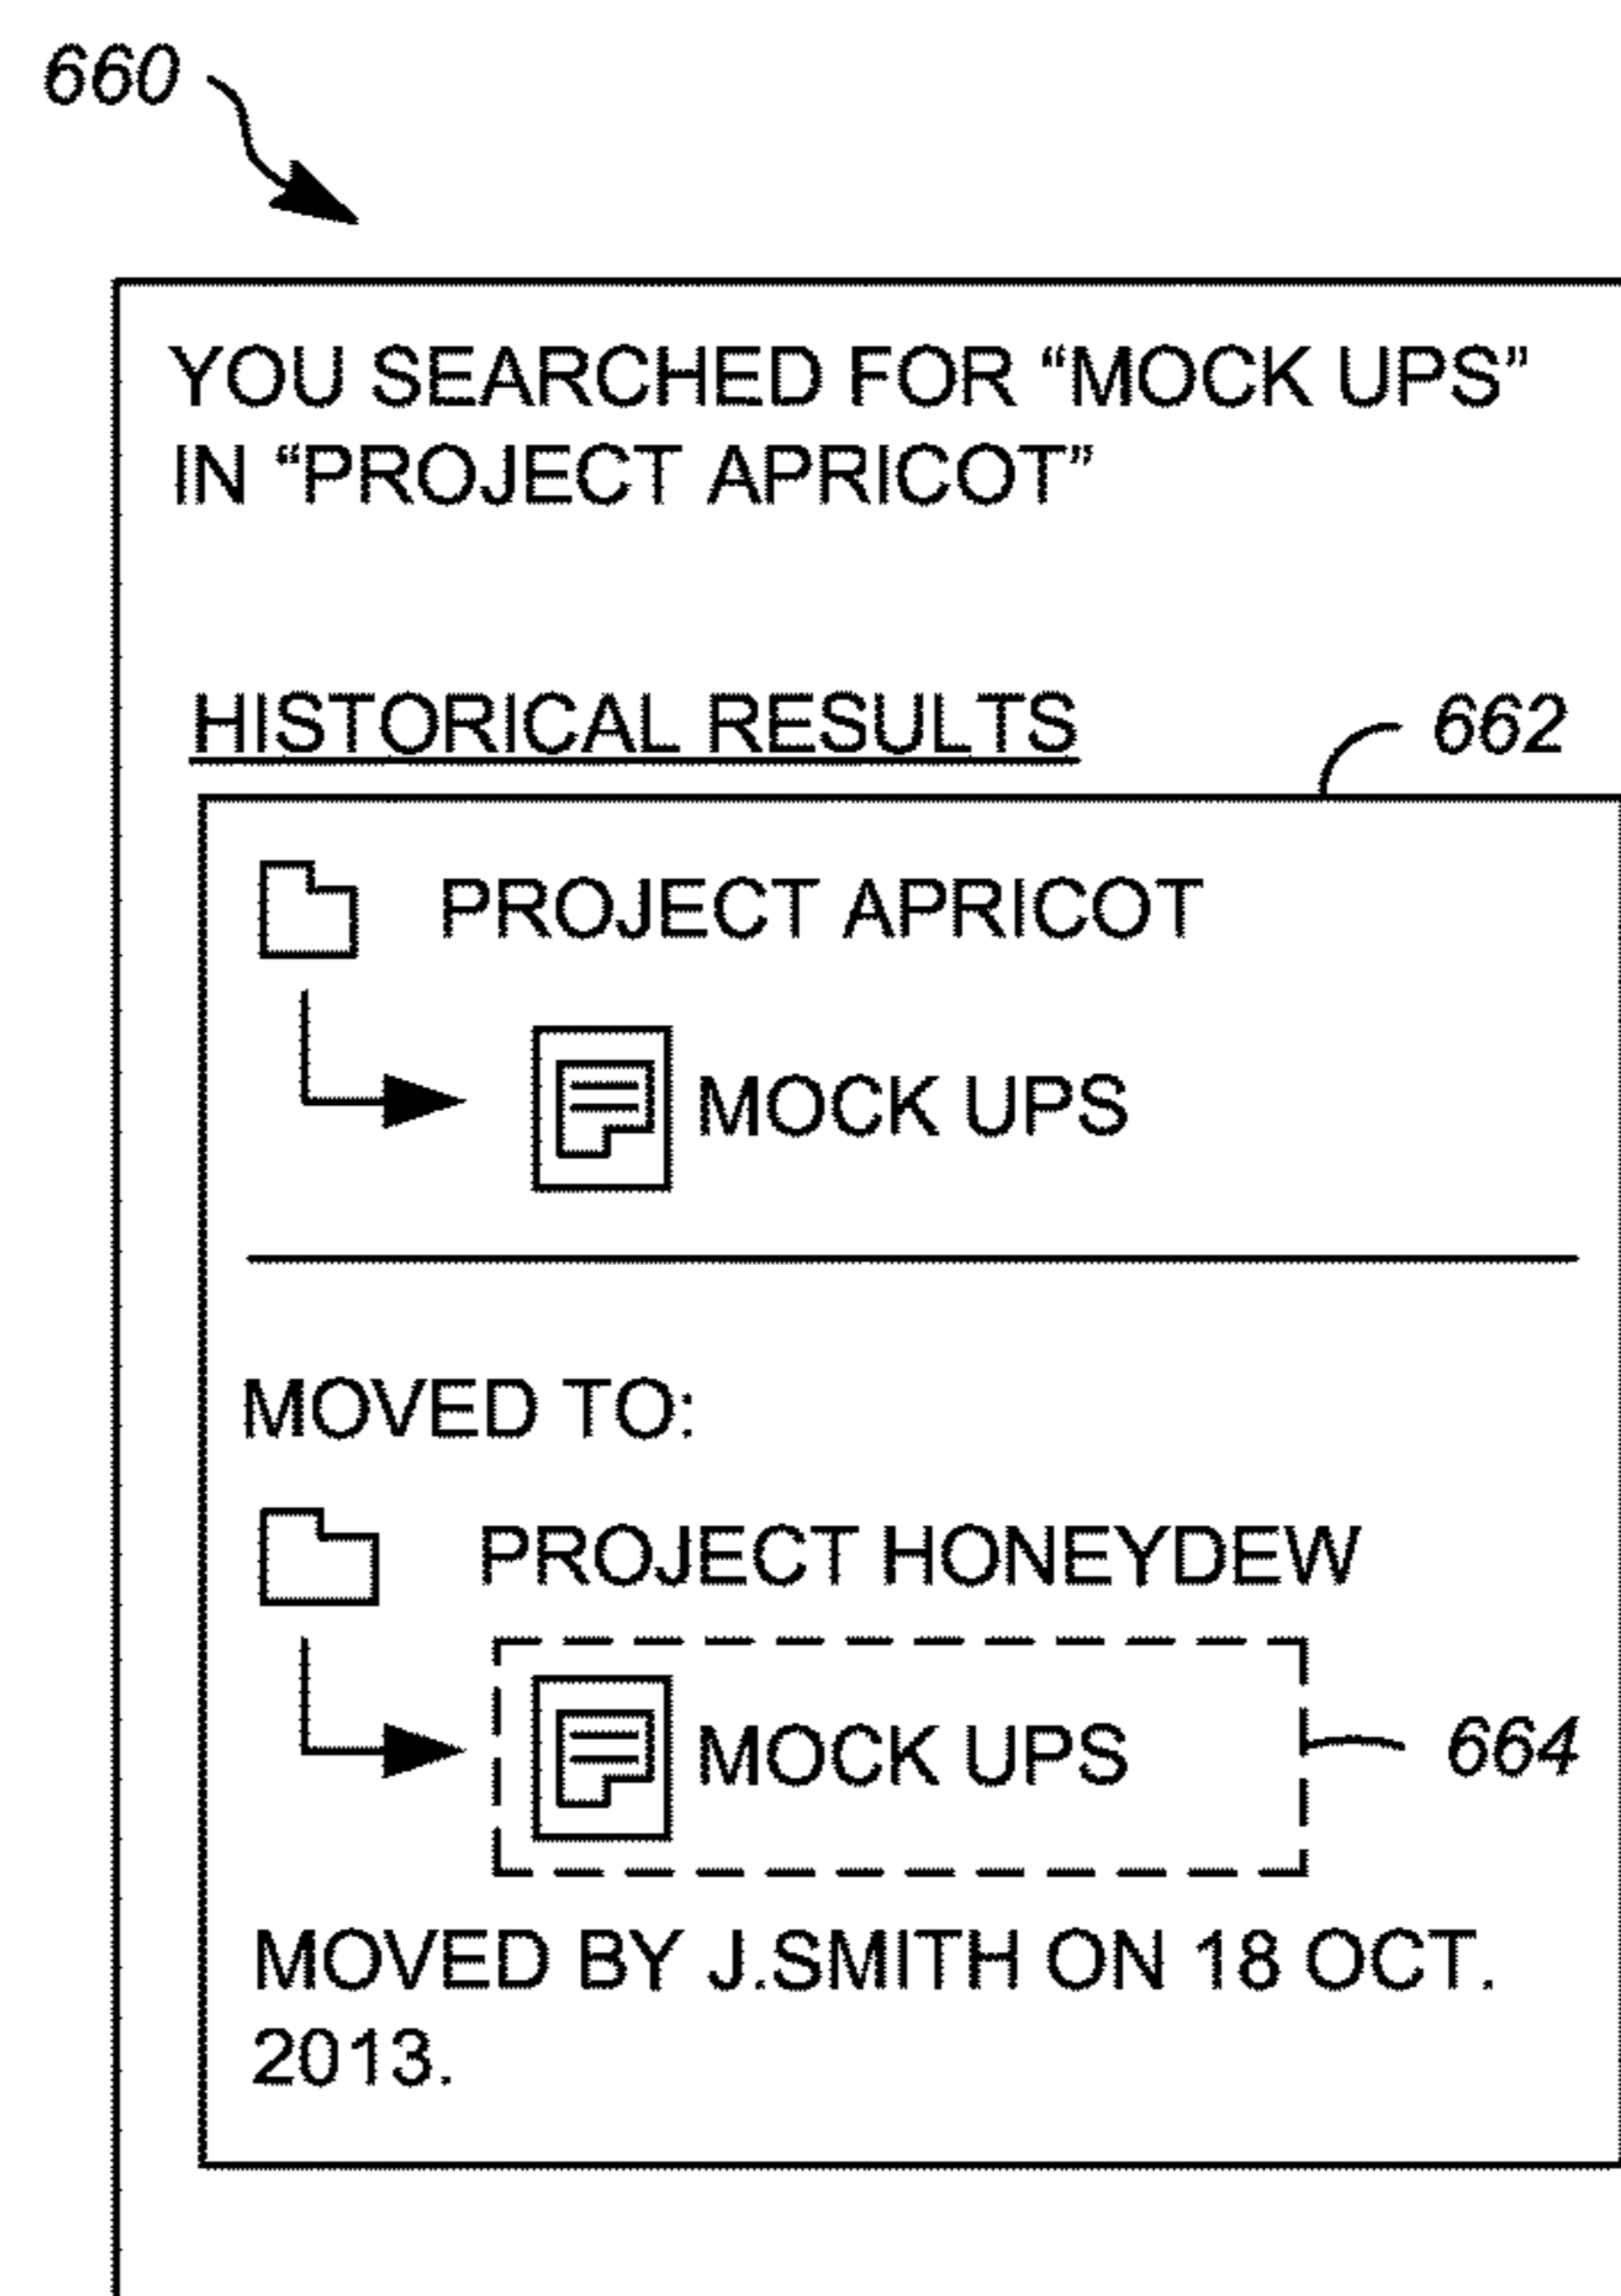 660
YOU SEARCHED FOR “MOCK UPS”
IN “PROJECT APRICOT”
HISTORICAL RESULTS
662
PROJECT APRICOT
MOCK UPS
MOVED TO:
PROJECT HONEYDEW
MOCK UPS
664
MOVED BY J.SMITH ON 18 OCT.
2013.